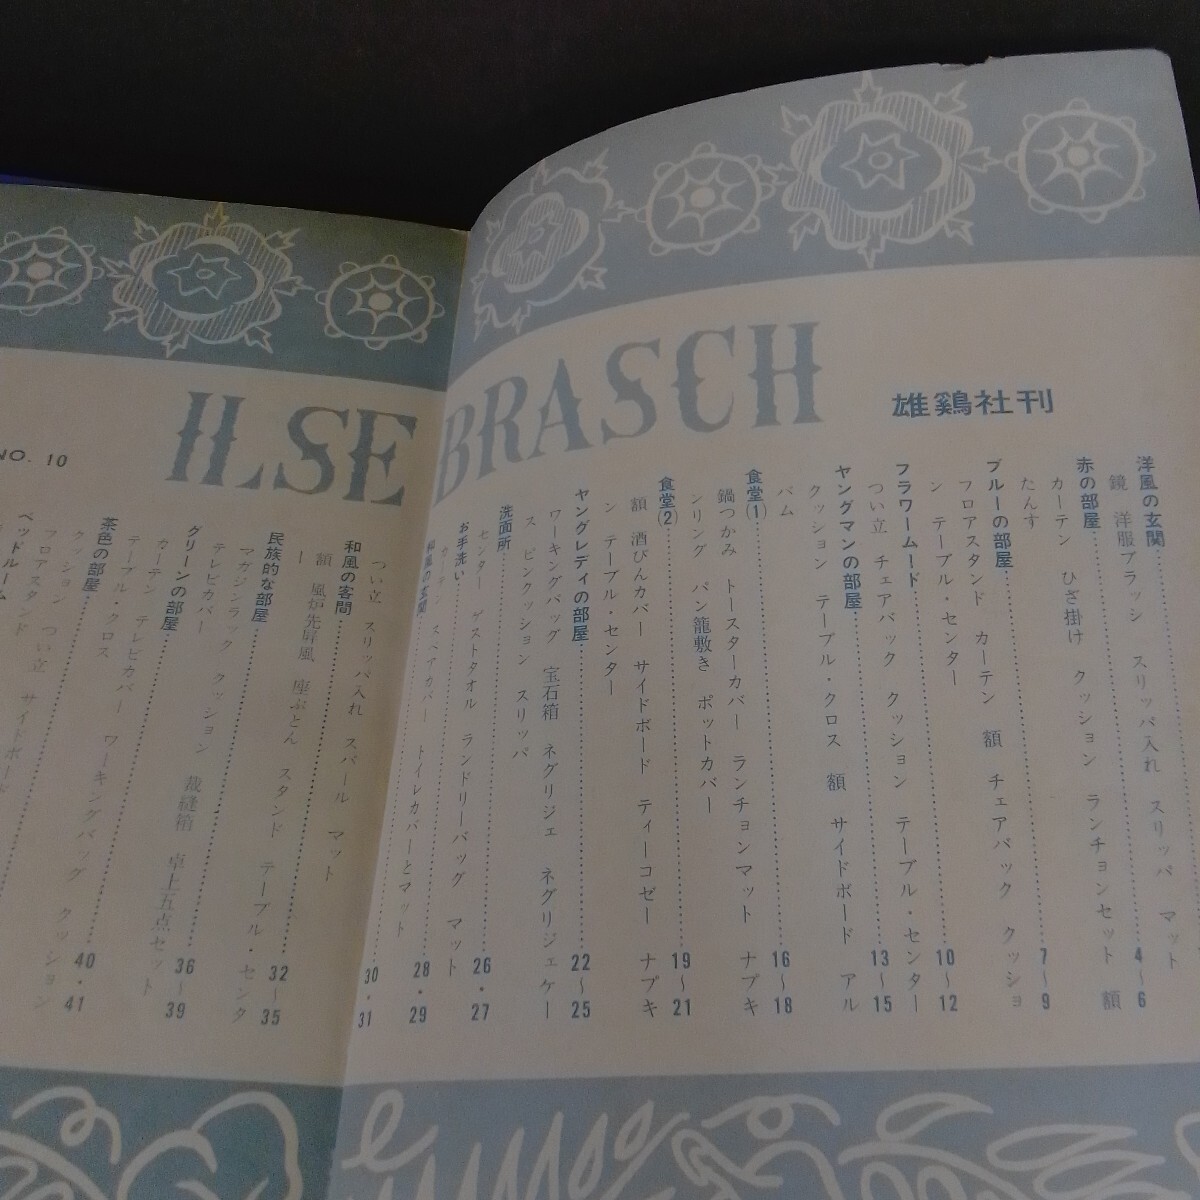 ILSE BRASCH
雄鷄社刊
NO. 10
洋風の玄関 4〜6
鏡 洋服ブラッシ スリッパ入れ スリッパ マット
赤の部屋 7〜9
カーテン ひざ掛け クッション ランチョンセット 額
たんす
ブルーの部屋
フロアスタンド カーテン 額 チェアバック クッショ
ン テーブル・センター
フラワームード 10〜12
つい立 チェアバック クッション テーブル・センター
ヤングマンの部屋 13〜15
クッション テーブル・クロス 額 サイドボード アル
バム
食堂(1) 16〜18
鍋つかみ トースターカバー ランチョンマット ナプキ
ンリング パン籠敷き ポットカバー
食堂(2) 19〜21
額 酒びんカバー サイドボード ティーコゼー ナプキ
ン テーブル・センター
ヤングレディの部屋 22〜25
ワーキングバッグ 宝石箱 ネグリジェ ネグリジェケー
ス ピンクッション スリッパ
洗面所 26・27
センター ゲストタオル ランドリーバッグ マット
お手洗い 28・29
カーテン スペアカバー トイレカバーとマット
和風の玄関 30・31
つい立 スリッパ入れ スパール マット
和風の客間 32〜35
額 風炉先屏風 座ぶとん スタンド テーブル・センタ
ー
民族的な部屋 36〜39
マガジンラック クッション 裁縫箱 卓上五点セット
テレビカバー
グリーンの部屋 40・41
カーテン テレビカバー ワーキングバッグ クッション
テーブル・クロス
茶色の部屋
クッション つい立 サイドボール
フロアスタンド
ベッドルーム